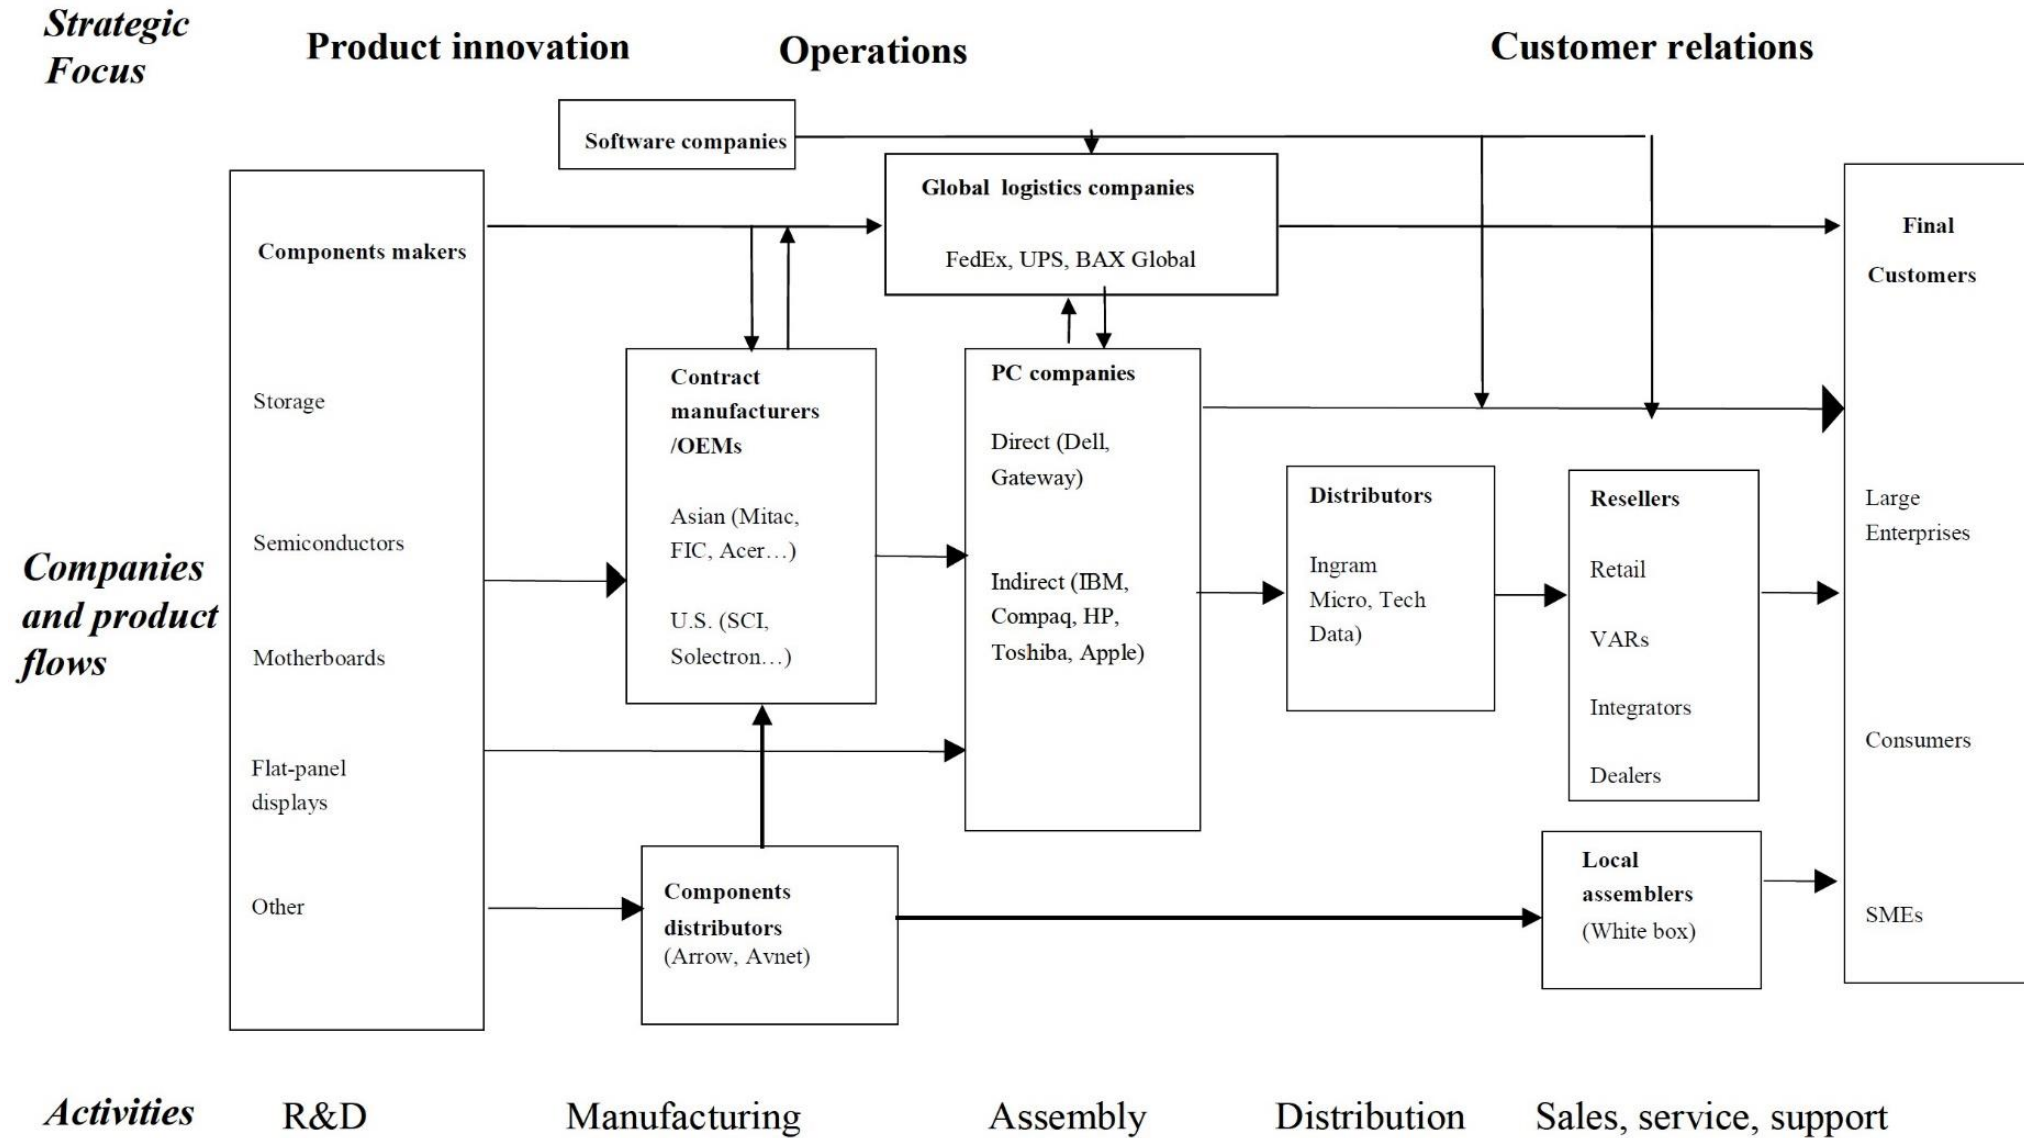 Strategic
Focus
Product innovation
Operations
Customer relations
Software companies
Global logistics companies
FedEx, UPS, BAX Global
Components makers
Storage
Semiconductors
Motherboards
Flat-panel
displays
Other
Contract
manufacturers
/OEMs
Asian (Mitac,
FIC, Acer…)
U.S. (SCI,
Solectron…)
PC companies
Direct (Dell,
Gateway)
Indirect (IBM,
Compaq, HP,
Toshiba, Apple)
Distributors
Ingram
Micro, Tech
Data)
Resellers
Retail
VARs
Integrators
Dealers
Final
Customers
Large
Enterprises
Consumers
SMEs
Companies
and product
flows
Components
distributors
(Arrow, Avnet)
Local
assemblers
(White box)
Activities
R&D
Manufacturing
Assembly
Distribution
Sales, service, support